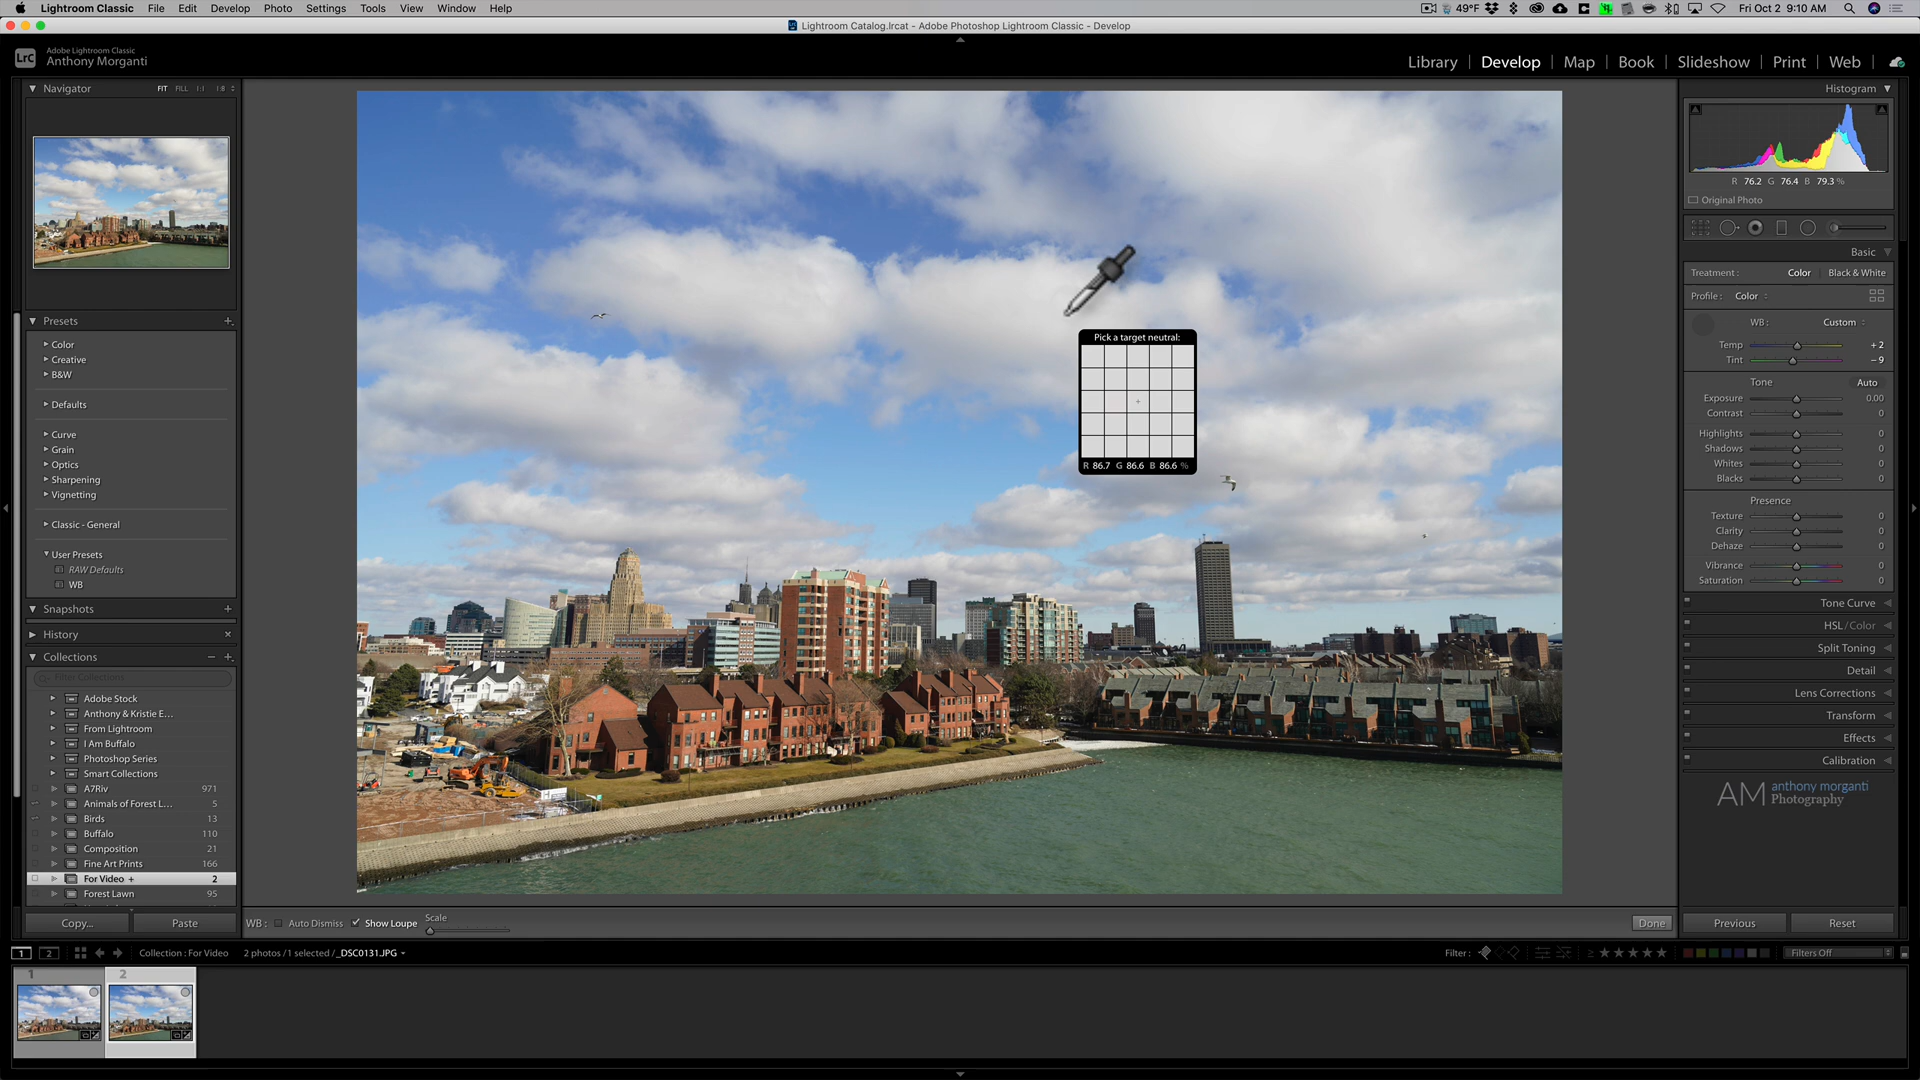 Lightroom Classic File Edit Develop Photo Settings Tools View Window Help 49°F Fri Oct 2 9:10 AM
Lightroom Catalog.lrcat - Adobe Photoshop Lightroom Classic - Develop
LrC Adobe Lightroom Classic
Anthony Morganti
Library | Develop | Map | Book | Slideshow | Print | Web
Navigator FIT FILL 1:1 1:8
Presets +
Color
Creative
B&W
Defaults
Curve
Grain
Optics
Sharpening
Vignetting
Classic - General
User Presets
RAW Defaults
WB
Snapshots +
History ×
Collections − +
Filter Collections
Adobe Stock
Anthony & Kristie E...
From Lightroom
I Am Buffalo
Photoshop Series
Smart Collections
A7Riv 971
Animals of Forest L... 5
Birds 13
Buffalo 110
Composition 21
Fine Art Prints 166
For Video + 2
Forest Lawn 95
Copy... Paste
Pick a target neutral:
R 86.7 G 86.6 B 86.6 %
WB : Auto Dismiss Show Loupe Scale Done
Histogram
R 76.2 G 76.4 B 79.3 %
Original Photo
Basic
Treatment : Color | Black & White
Profile : Color
WB : Custom
Temp + 2
Tint − 9
Tone Auto
Exposure 0.00
Contrast 0
Highlights 0
Shadows 0
Whites 0
Blacks 0
Presence
Texture 0
Clarity 0
Dehaze 0
Vibrance 0
Saturation 0
Tone Curve
HSL / Color
Split Toning
Detail
Lens Corrections
Transform
Effects
Calibration
AM anthony morganti
Photography
Previous Reset
1 2 Collection : For Video 2 photos / 1 selected / _DSC0131.JPG Filter : ≥ ★ ★ ★ ★ ★ Filters Off
1 2